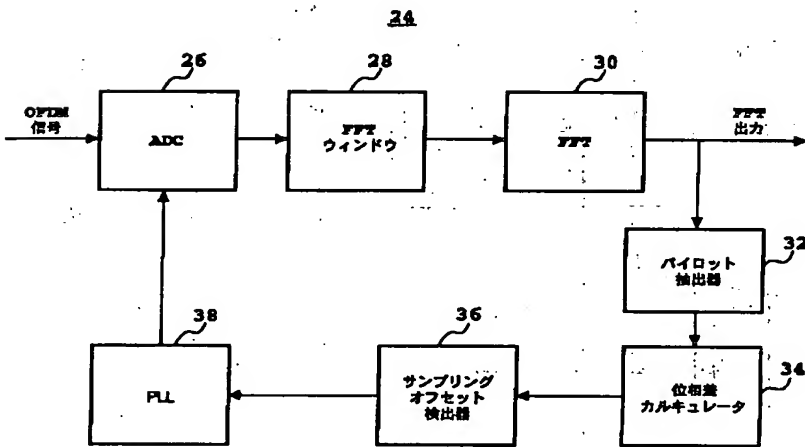 24
26
28
30
OFDM
信号
ADC
FFT
ウィンドウ
FFT
FFT
出力
32
パイロット
抽出器
38
36
34
PLL
サンプリング
オフセット
検出器
位相差
カルキュレータ